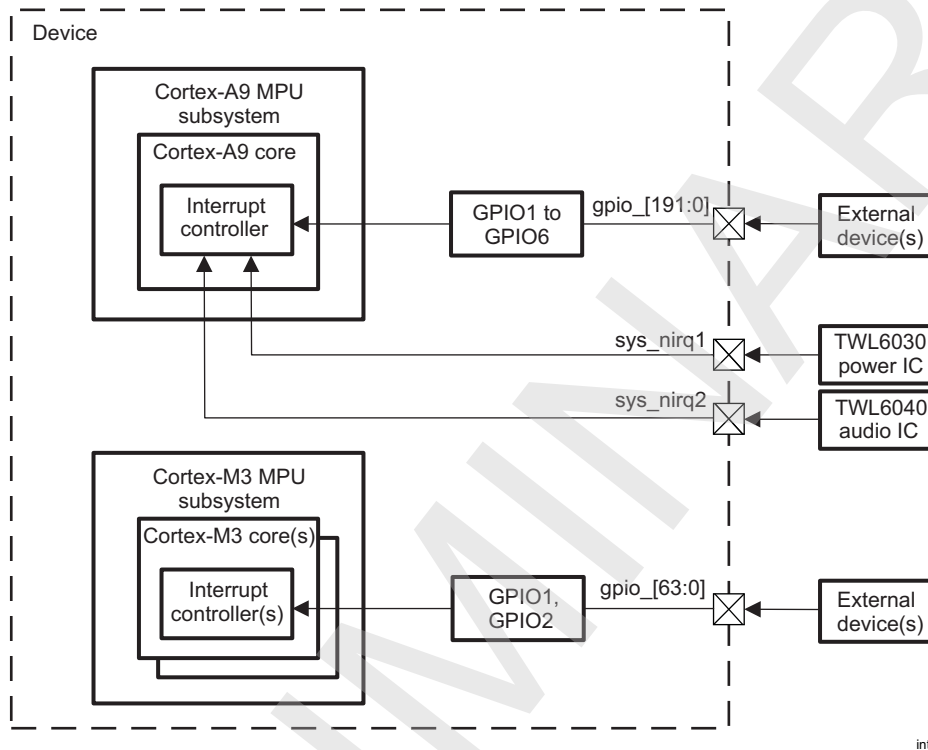 Device
Cortex-A9 MPU
subsystem
Cortex-A9 core
Interrupt
controller
GPIO1 to
GPIO6
gpio_[191:0]
External
device(s)
sys_nirq1
TWL6030
power IC
sys_nirq2
TWL6040
audio IC
Cortex-M3 MPU
subsystem
Cortex-M3 core(s)
Interrupt
controller(s)
GPIO1,
GPIO2
gpio_[63:0]
External
device(s)